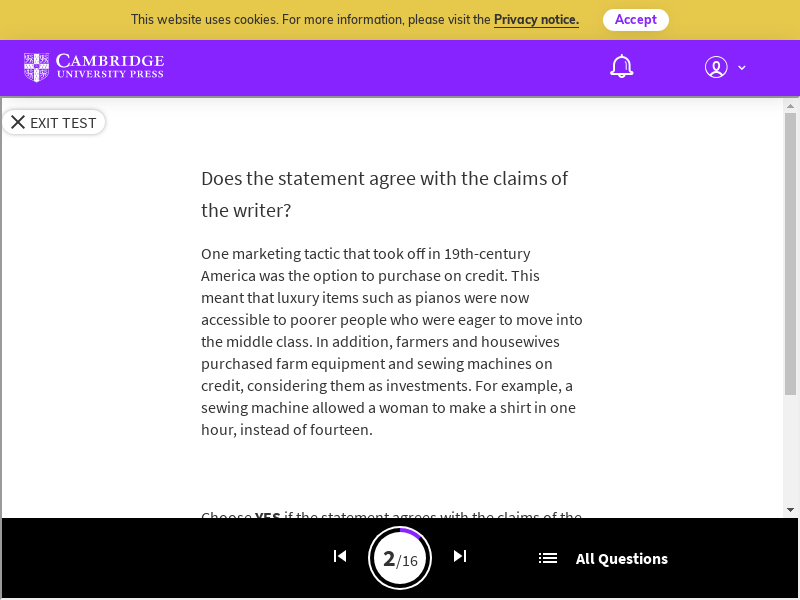 This website uses cookies. For more information, please visit the Privacy notice.
Accept
CAMBRIDGE
UNIVERSITY PRESS
EXIT TEST
Does the statement agree with the claims of
the writer?
One marketing tactic that took off in 19th-century
America was the option to purchase on credit. This
meant that luxury items such as pianos were now
accessible to poorer people who were eager to move into
the middle class. In addition, farmers and housewives
purchased farm equipment and sewing machines on
credit, considering them as investments. For example, a
sewing machine allowed a woman to make a shirt in one
hour, instead of fourteen.
Choose YES if the statement agrees with the claims of the
2/16
All Questions